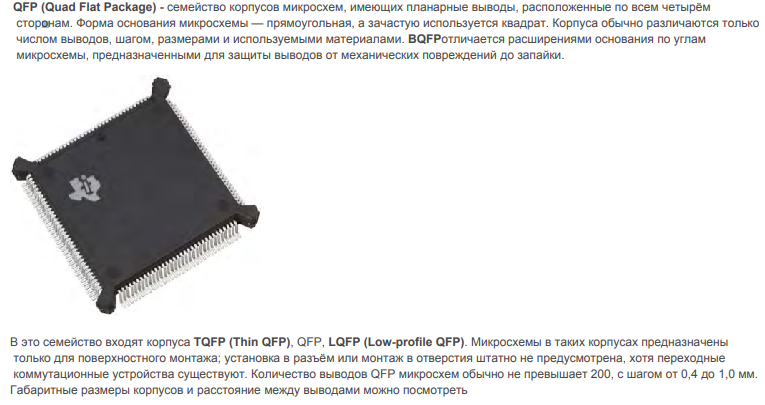 QFP (Quad Flat Package) - семейство корпусов микросхем, имеющих планарные выводы, расположенные по всем четырём
сторонам. Форма основания микросхемы — прямоугольная, а зачастую используется квадрат. Корпуса обычно различаются только
числом выводов, шагом, размерами и используемыми материалами. BQFPотличается расширениями основания по углам
микросхемы, предназначенными для защиты выводов от механических повреждений до запайки.
В это семейство входят корпуса TQFP (Thin QFP), QFP, LQFP (Low-profile QFP). Микросхемы в таких корпусах предназначены
только для поверхностного монтажа; установка в разъём или монтаж в отверстия штатно не предусмотрена, хотя переходные
коммутационные устройства существуют. Количество выводов QFP микросхем обычно не превышает 200, с шагом от 0,4 до 1,0 мм.
Габаритные размеры корпусов и расстояние между выводами можно посмотреть